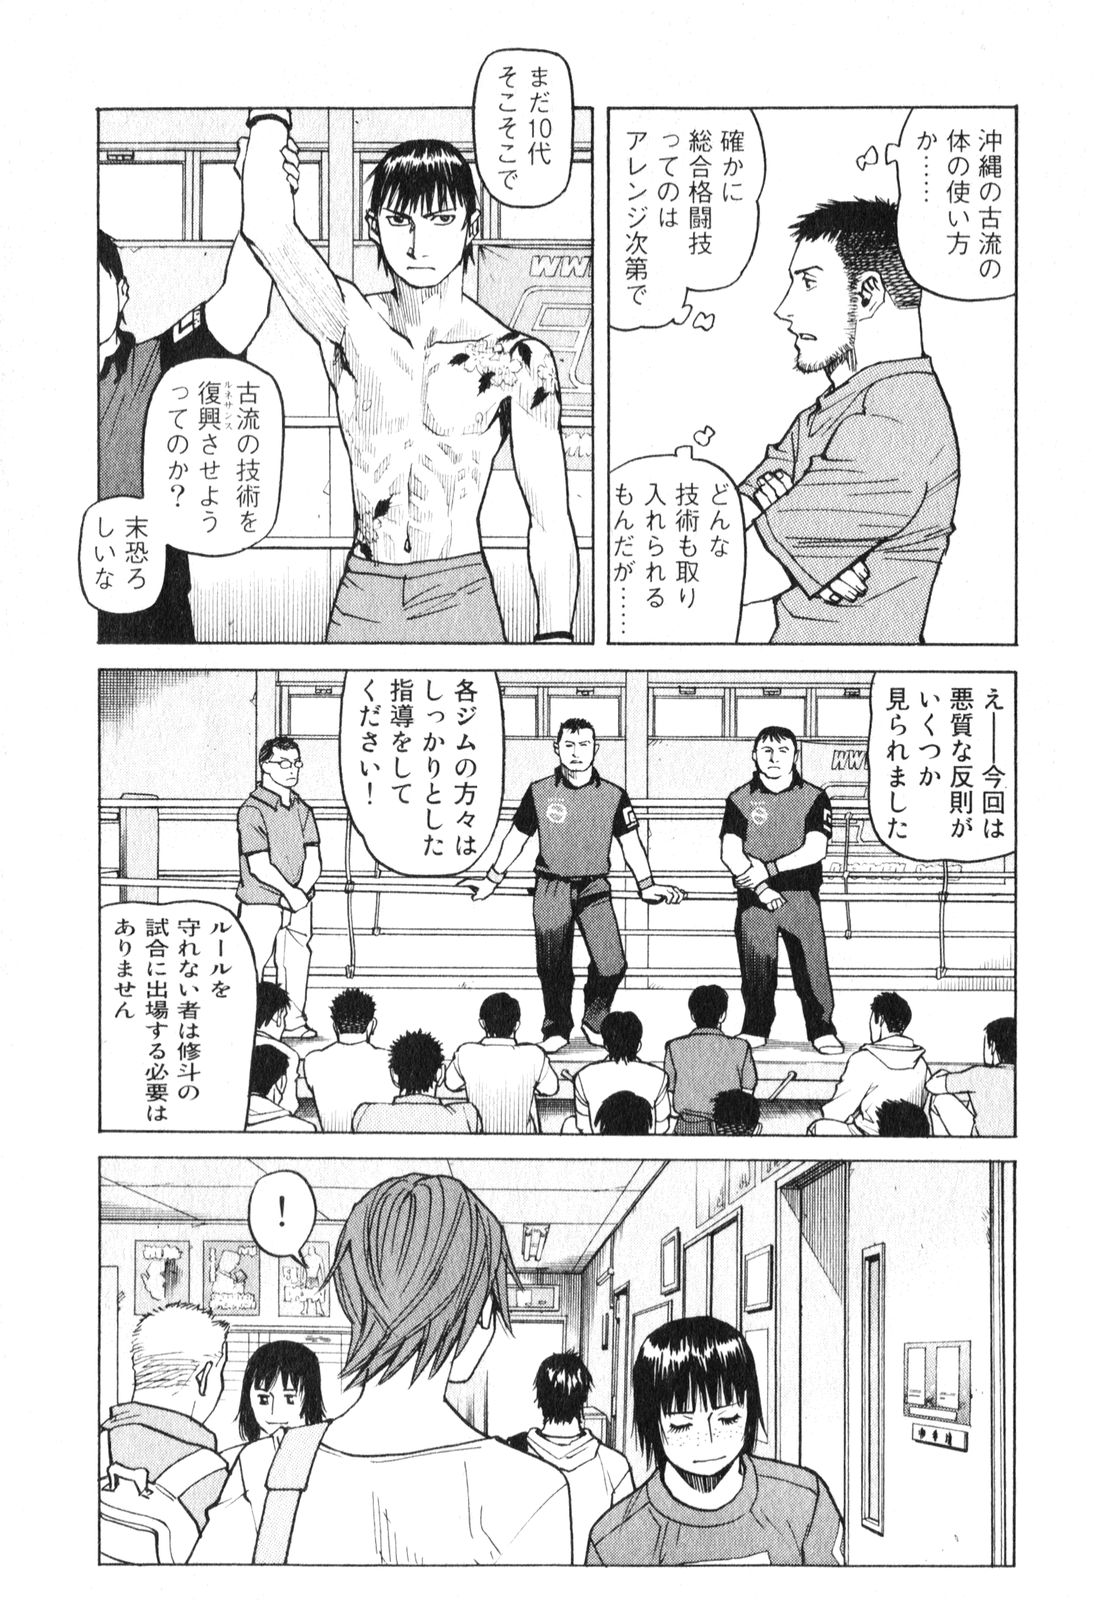 沖縄の古流の
体の使い方
か……
確かに
総合格闘技
ってのは
アレンジ次第で
どんな
技術も取り
入れられる
もんだが……
まだ10代
そこそこで
古流の技術を
復興させよう
ルネサンス
ってのか？
末恐ろ
しいな
WW
え――今回は
悪質な反則が
いくつか
見られました
各ジムの方々は
しっかりとした
指導をして
ください！
ルールを
守れない者は修斗の
試合に出場する必要は
ありません
WW
！